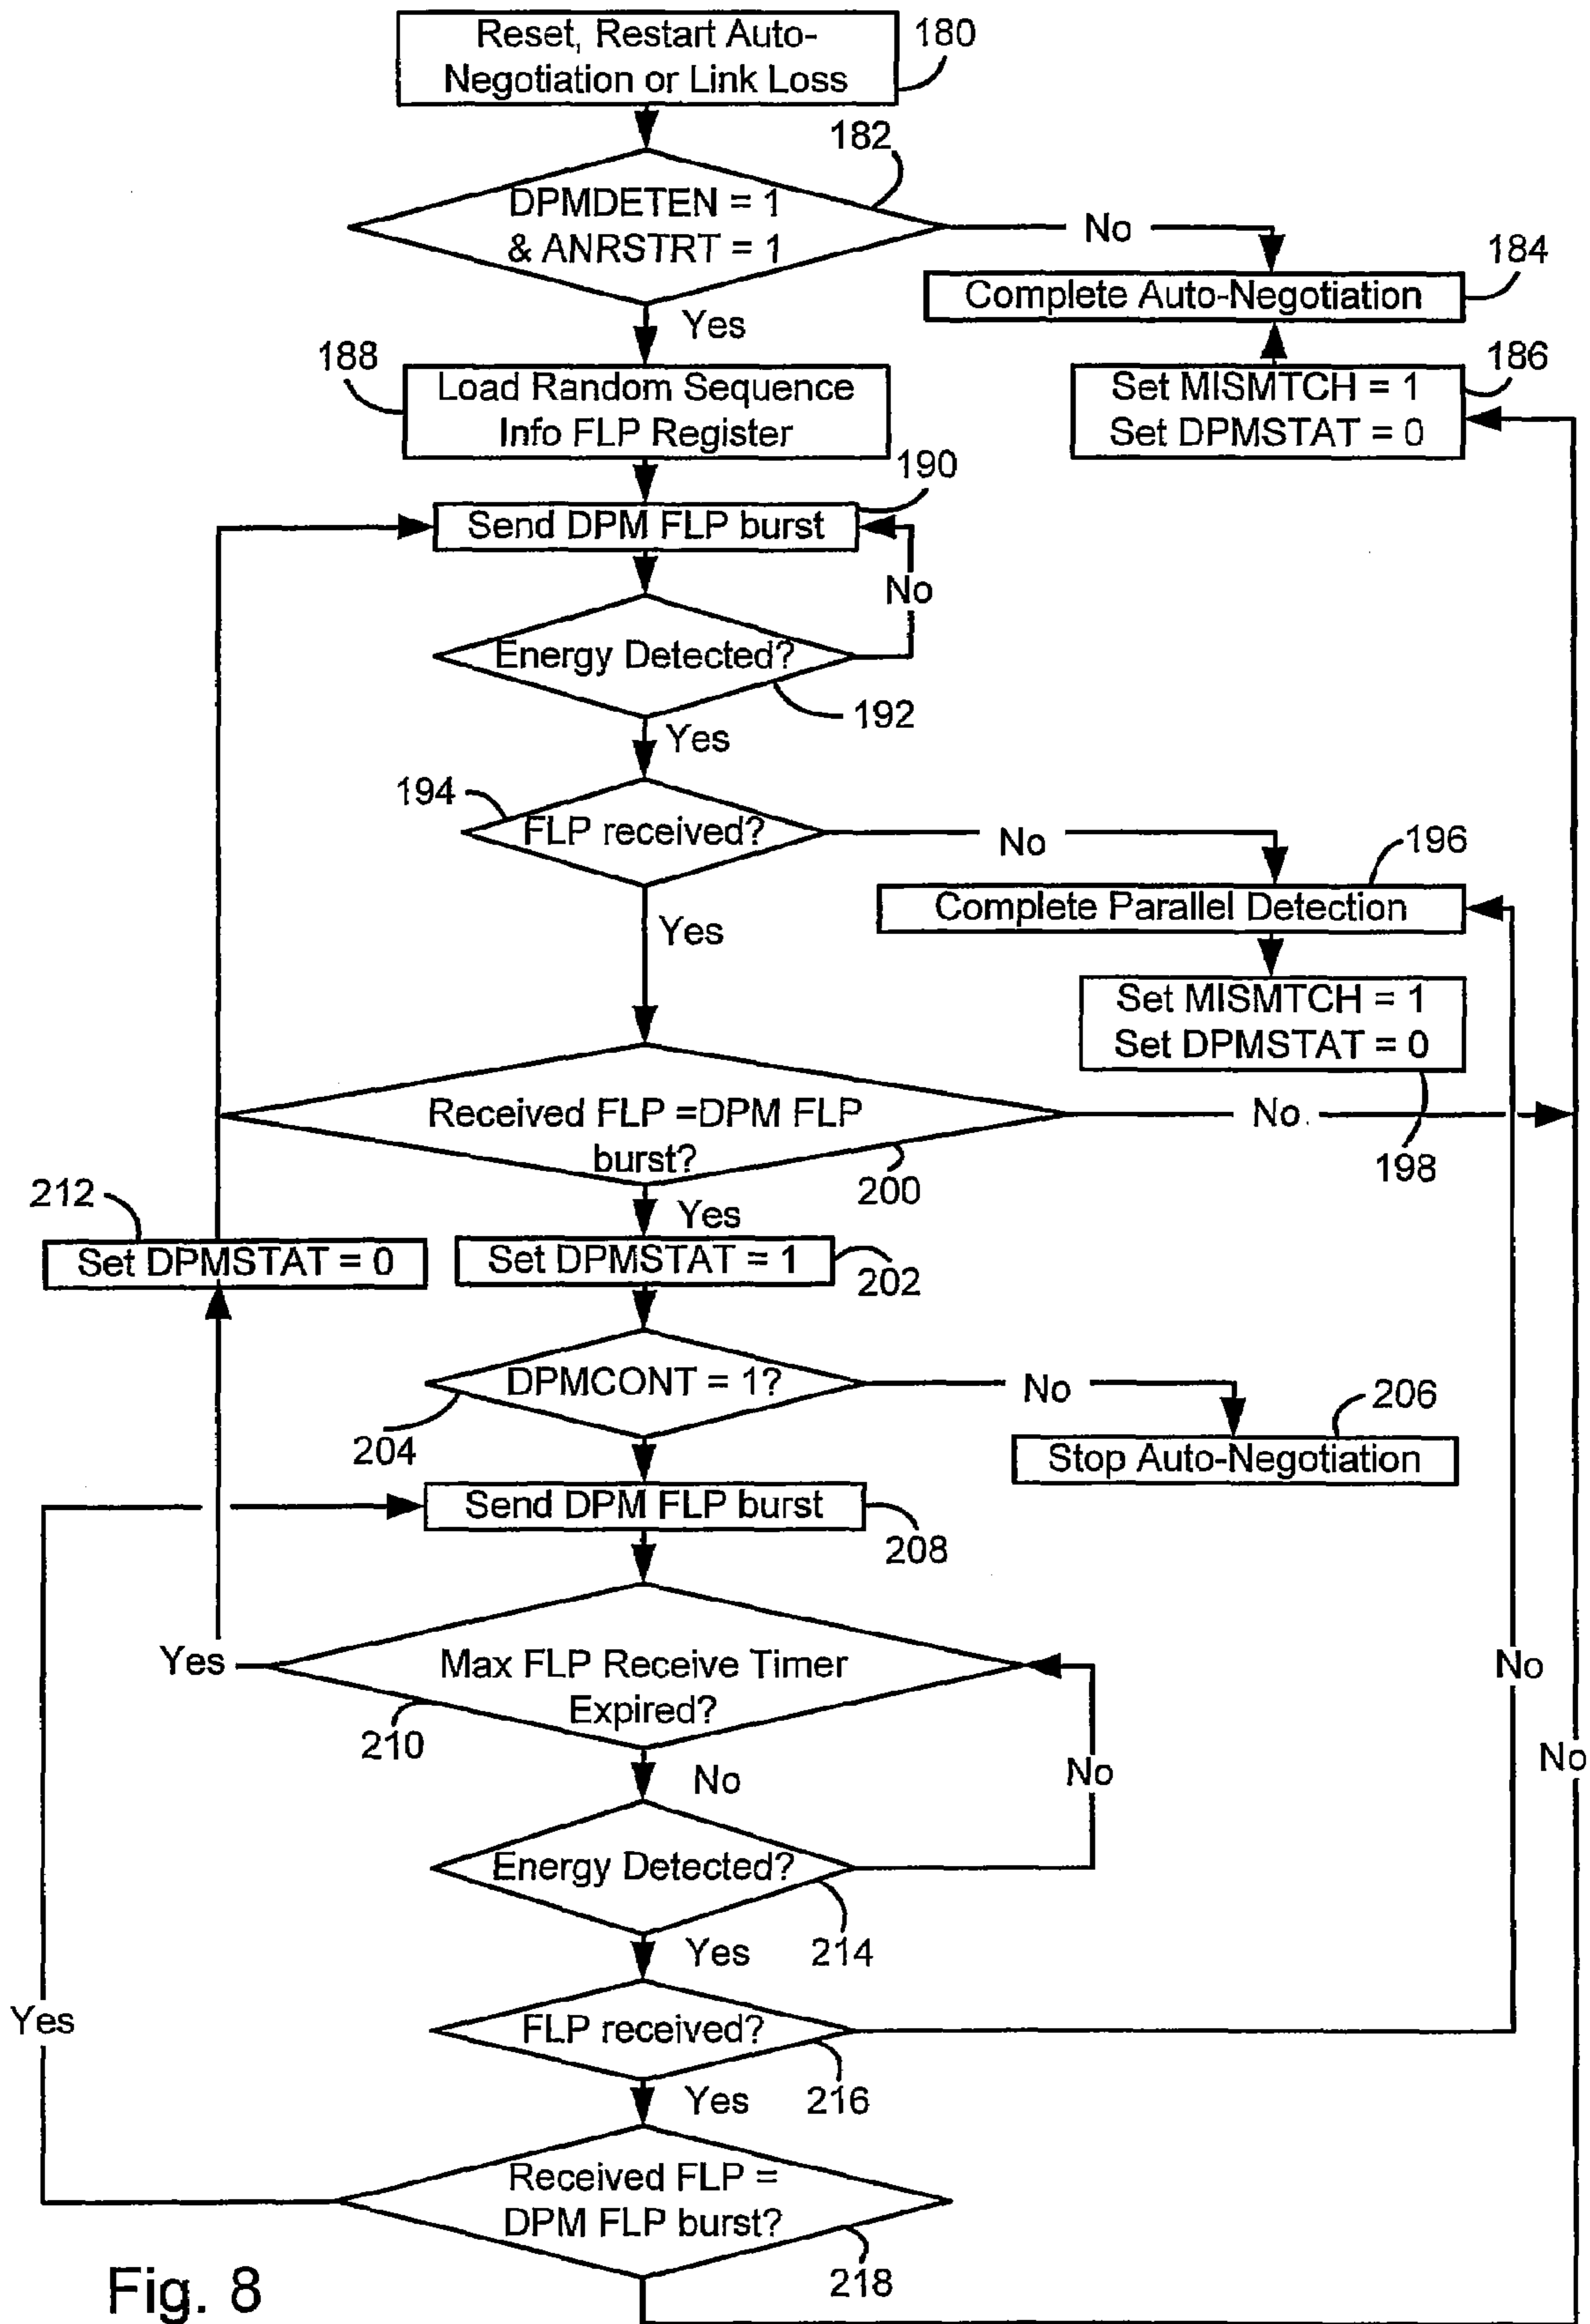 Reset, Restart Auto-
Negotiation or Link Loss
180
182
DPMDETEN = 1
& ANRSTRT = 1
No
184
Complete Auto-Negotiation
Yes
188
186
Load Random Sequence
Info FLP Register
Set MISMTCH = 1
Set DPMSTAT = 0
190
Send DPM FLP burst
No
Energy Detected?
192
Yes
194
FLP received?
No
196
Complete Parallel Detection
Yes
Set MISMTCH = 1
Set DPMSTAT = 0
Received FLP =DPM FLP
burst?
No.
198
200
212
Yes
Set DPMSTAT = 0
Set DPMSTAT = 1
202
DPMCONT = 1?
No
206
204
Stop Auto-Negotiation
Send DPM FLP burst
208
Yes
Max FLP Receive Timer
Expired?
No
210
No
No
No
Energy Detected?
214
Yes
Yes
FLP received?
216
Yes
Received FLP =
DPM FLP burst?
218
Fig. 8